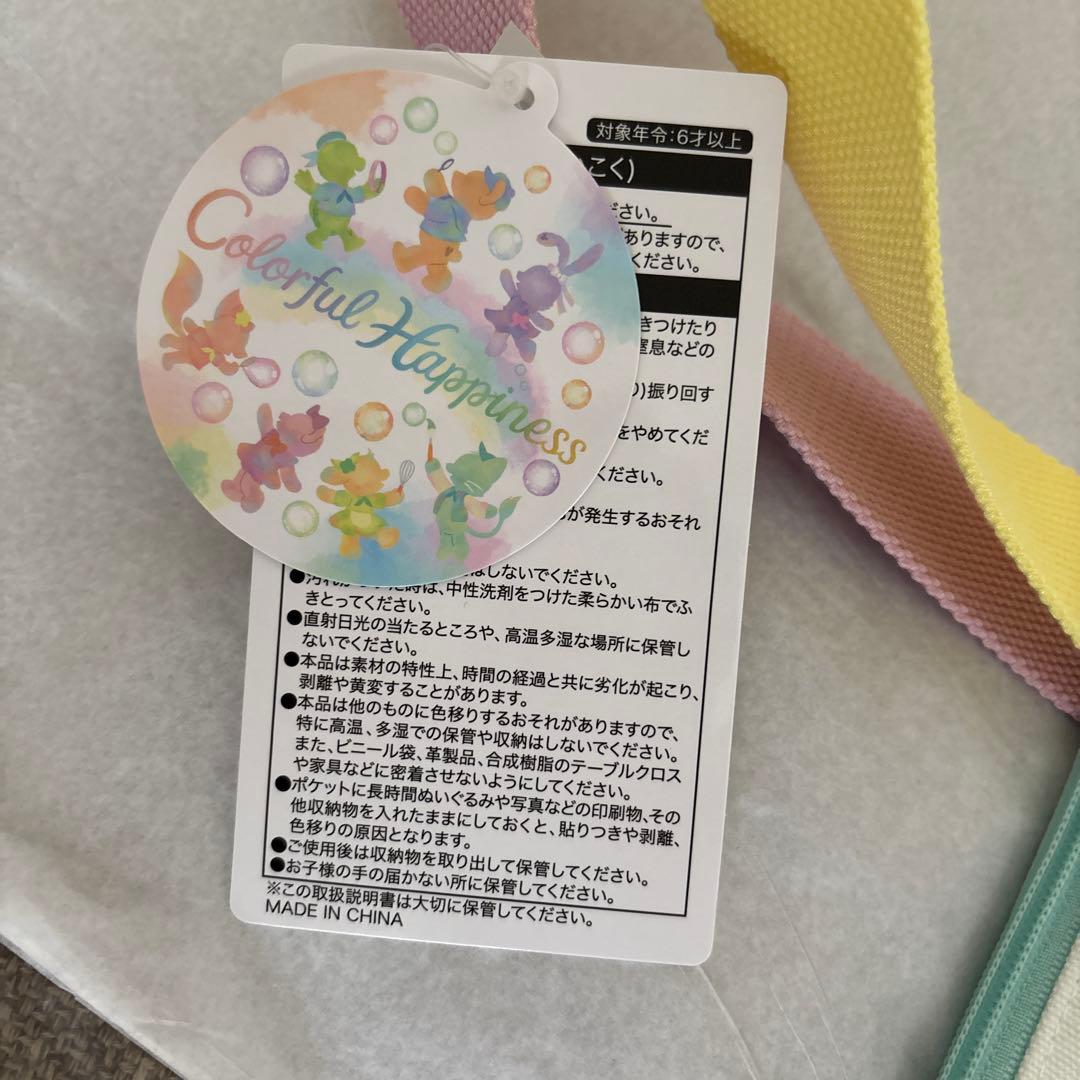 Colorful Happiness
対象年令:6才以上
こく)
ださい。
がありますので、
ください。
きつけたり
窒息などの
)振り回す
をやめてくだ
ください。
が発生するおそれ
はしないでください。
●汚れがついた時は、中性洗剤をつけた柔らかい布でふ
きとってください。
●直射日光の当たるところや、高温多湿な場所に保管し
ないでください。
●本品は素材の特性上、時間の経過と共に劣化が起こり、
剥離や黄変することがあります。
●本品は他のものに色移りするおそれがありますので、
特に高温、多湿での保管や収納はしないでください。
また、ビニール袋、革製品、合成樹脂のテーブルクロス
や家具などに密着させないようにしてください。
●ポケットに長時間ぬいぐるみや写真などの印刷物、その
他収納物を入れたままにしておくと、貼りつきや剥離、
色移りの原因となります。
●ご使用後は収納物を取り出して保管してください。
●お子様の手の届かない所に保管してください。
※この取扱説明書は大切に保管してください。
MADE IN CHINA